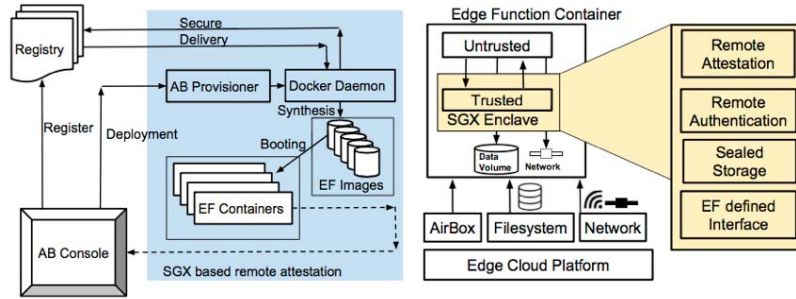 Registry
Secure
Delivery
AB Provisioner
Docker Daemon
Synthesis
Register
Deployment
Booting
EF Images
EF Containers
AB Console
SGX based remote attestation
Edge Function Container
Untrusted
Trusted
SGX Enclave
Data
Volume
Network
AirBox
Filesystem
Network
Edge Cloud Platform
Remote
Attestation
Remote
Authentication
Sealed
Storage
EF defined
Interface